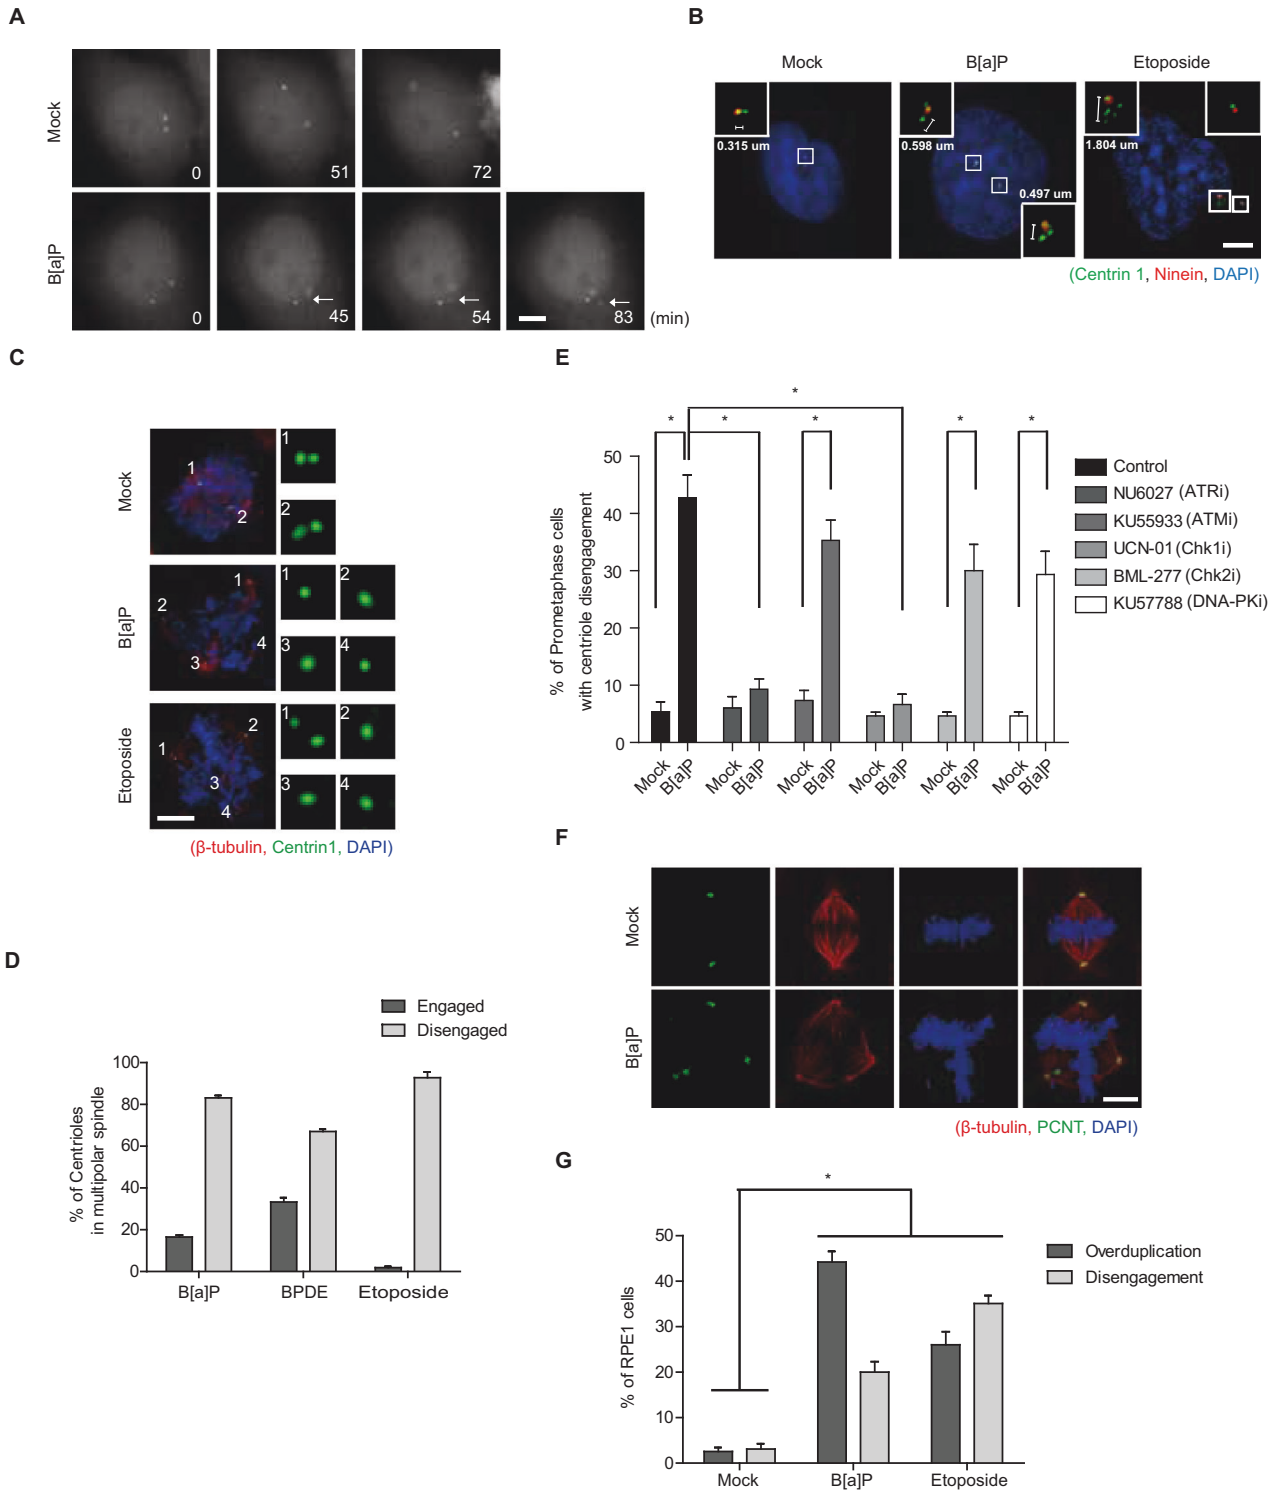 A
Mock
0
51
72
B[a]P
0
45
54
83
(min)
B
Mock
B[a]P
Etoposide
0.315 um
0.598 um
0.497 um
1.804 um
(Centrin 1, Ninein, DAPI)
C
Mock
1
2
1
2
B[a]P
1
2
3
4
1
2
3
4
Etoposide
1
2
3
4
1
2
3
4
(β-tubulin, Centrin1, DAPI)
D
Engaged
Disengaged
% of Centrioles
in multipolar spindle
100
80
60
40
20
0
B[a]P
BPDE
Etoposide
E
*
*
*
*
*
*
% of Prometaphase cells
with centriole disengagement
50
40
30
20
10
0
Mock
B[a]P
Mock
B[a]P
Mock
B[a]P
Mock
B[a]P
Mock
B[a]P
Mock
B[a]P
Control
NU6027 (ATRi)
KU55933 (ATMi)
UCN-01 (Chk1i)
BML-277 (Chk2i)
KU57788 (DNA-PKi)
F
Mock
B[a]P
(β-tubulin, PCNT, DAPI)
G
*
% of RPE1 cells
50
40
30
20
10
0
Mock
B[a]P
Etoposide
Overduplication
Disengagement